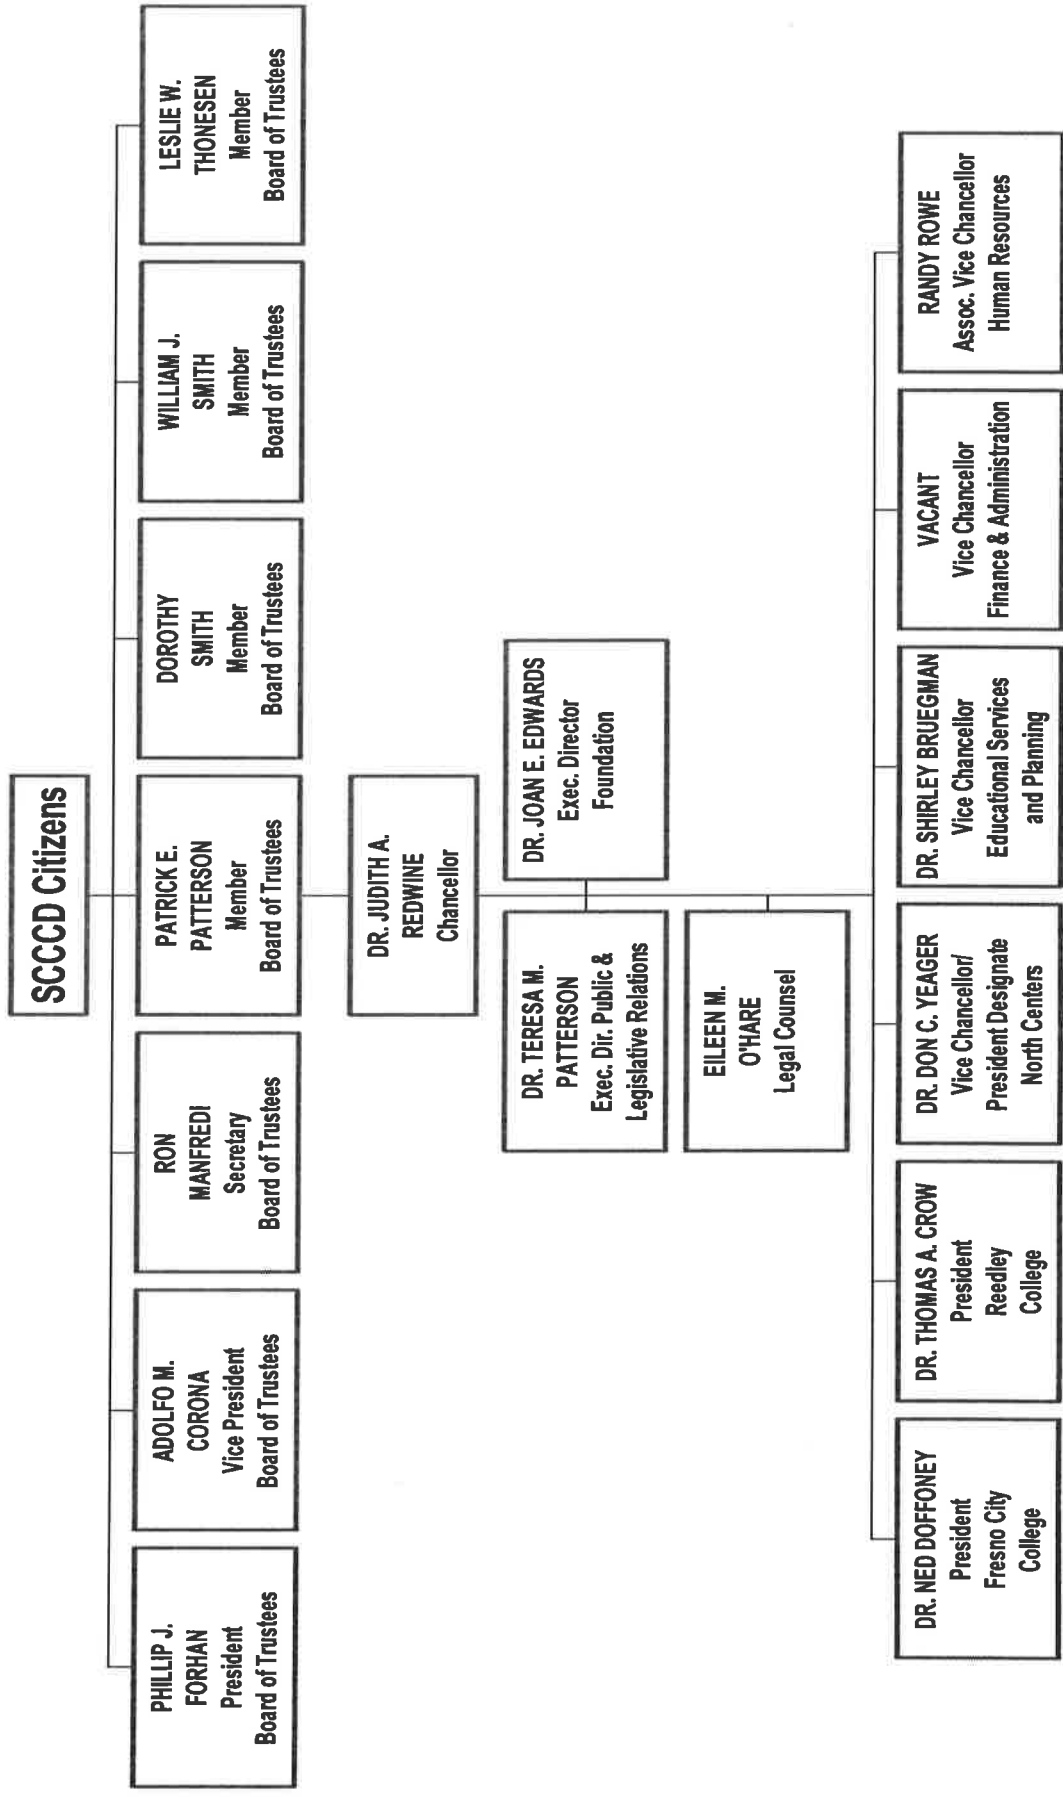 SCCCD Citizens
PHILLIP J.
FORHAN
President
Board of Trustees
ADOLFO M.
CORONA
Vice President
Board of Trustees
RON
MANFREDI
Secretary
Board of Trustees
PATRICK E.
PATTERSON
Member
Board of Trustees
DOROTHY
SMITH
Member
Board of Trustees
WILLIAM J.
SMITH
Member
Board of Trustees
LESLIE W.
THONESEN
Member
Board of Trustees
DR. JUDITH A.
REDWINE
Chancellor
DR. TERESA M.
PATTERSON
Exec. Dir. Public &
Legislative Relations
DR. JOAN E. EDWARDS
Exec. Director
Foundation
EILEEN M.
O'HARE
Legal Counsel
DR. NED DOFFONEY
President
Fresno City
College
DR. THOMAS A. CROW
President
Reedley
College
DR. DON C. YEAGER
Vice Chancellor/
President Designate
North Centers
DR. SHIRLEY BRUEGMAN
Vice Chancellor
Educational Services
and Planning
VACANT
Vice Chancellor
Finance & Administration
RANDY ROWE
Assoc. Vice Chancellor
Human Resources